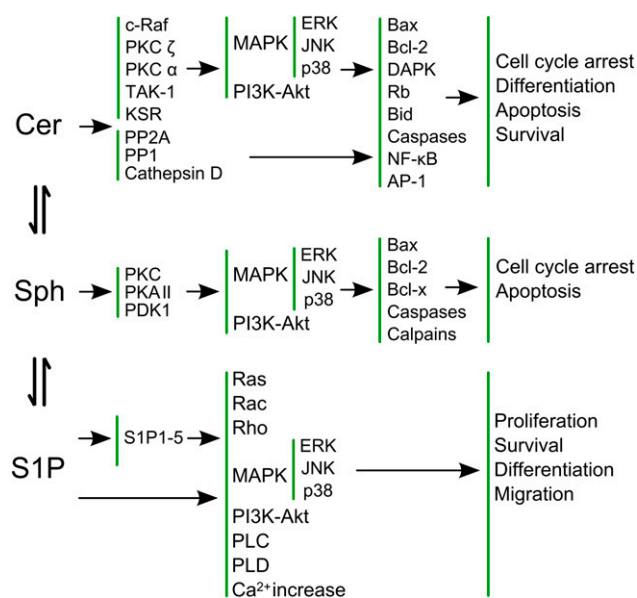 c-Raf
PKC ζ
PKC α
TAK-1
KSR
PP2A
PP1
Cathepsin D
MAPK
ERK
JNK
p38
PI3K-Akt
Bax
Bcl-2
DAPK
Rb
Bid
Caspases
NF-κB
AP-1
Cell cycle arrest
Differentiation
Apoptosis
Survival
Cer
Sph
PKC
PKA II
PDK1
MAPK
ERK
JNK
p38
PI3K-Akt
Bax
Bcl-2
Bcl-x
Caspases
Calpains
Cell cycle arrest
Apoptosis
S1P
S1P1-5
Ras
Rac
Rho
MAPK
ERK
JNK
p38
PI3K-Akt
PLC
PLD
Ca²⁺increase
Proliferation
Survival
Differentiation
Migration